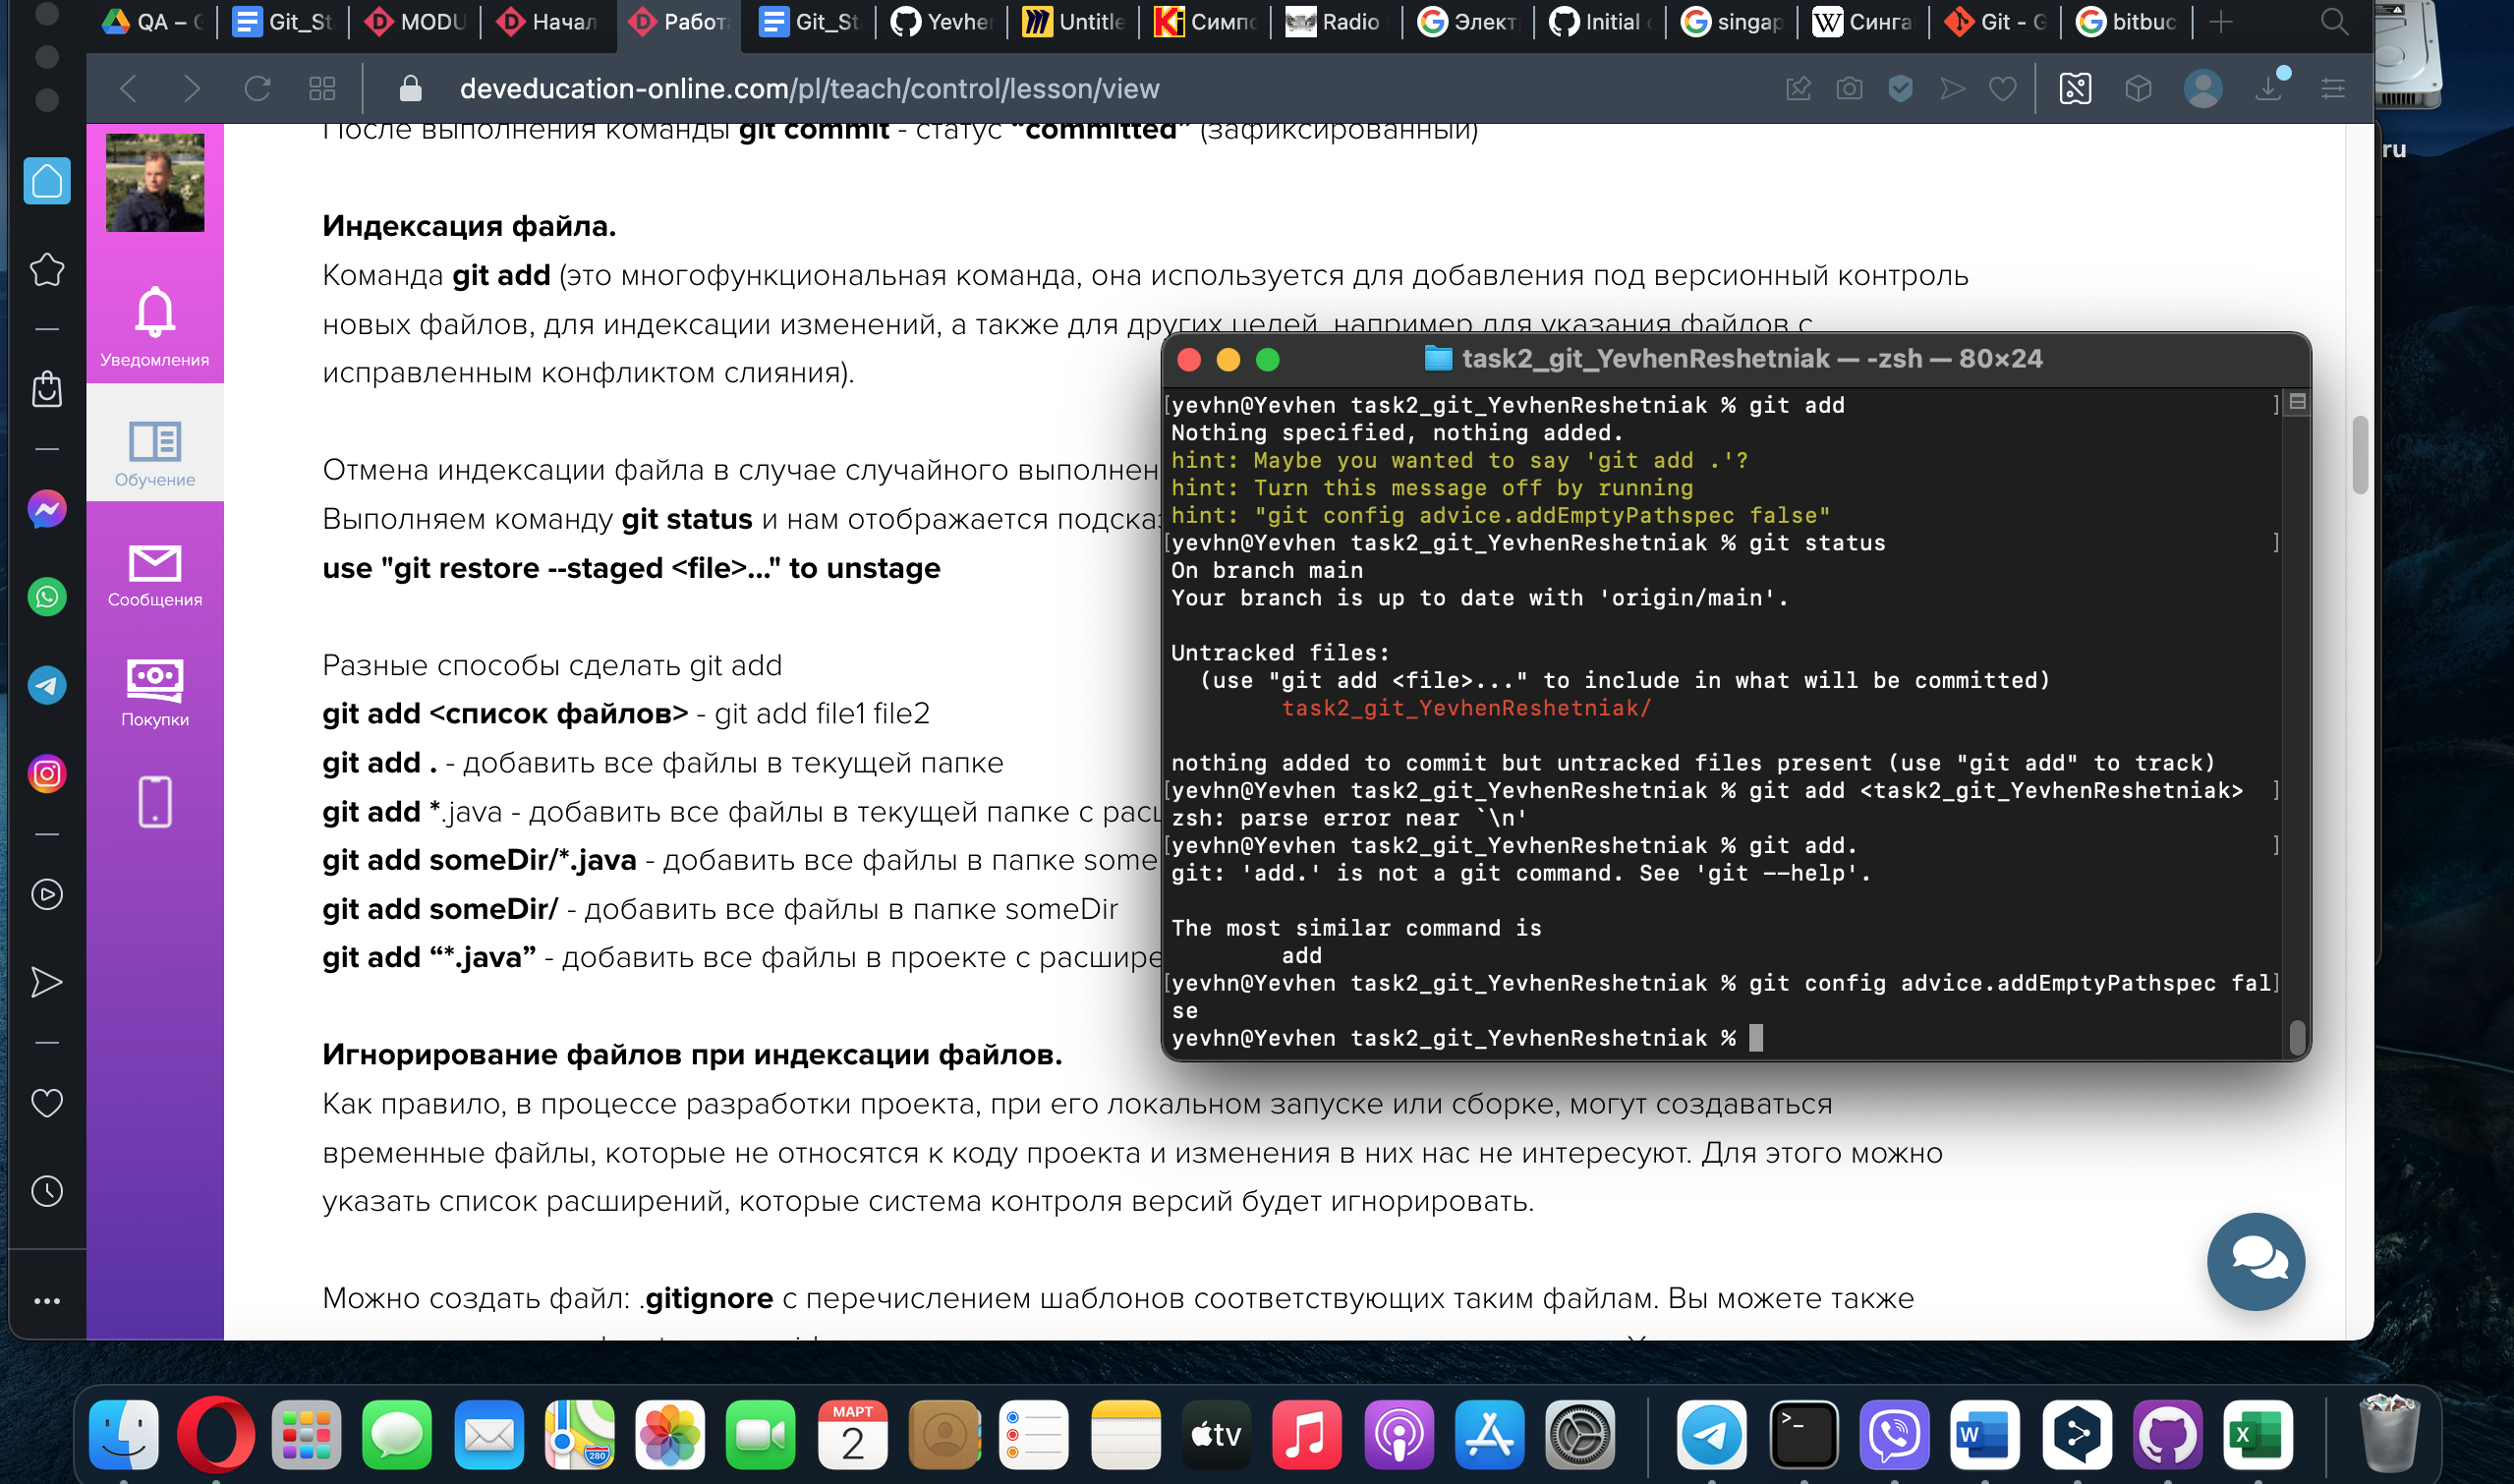 QA – G
Git_St
MODU
Начал
Работ
Git_St
Yevhe
Untitle
Симпо
Radio
Элект
Initial
singap
Синга
Git - G
bitbuc
deveducation-online.com/pl/teach/control/lesson/view
ru
После выполнения команды git commit - статус “committed” (зафиксированный)
Уведомления
Обучение
Сообщения
Покупки
Индексация файла.
Команда git add (это многофункциональная команда, она используется для добавления под версионный контроль
новых файлов, для индексации изменений, а также для других целей, например для указания файлов с
исправленным конфликтом слияния).
Отмена индексации файла в случае случайного выполнен
Выполняем команду git status и нам отображается подсказ
use "git restore --staged <file>..." to unstage
Разные способы сделать git add
git add <список файлов> - git add file1 file2
git add . - добавить все файлы в текущей папке
git add *.java - добавить все файлы в текущей папке с расш
git add someDir/*.java - добавить все файлы в папке some
git add someDir/ - добавить все файлы в папке someDir
git add “*.java” - добавить все файлы в проекте с расшире
Игнорирование файлов при индексации файлов.
Как правило, в процессе разработки проекта, при его локальном запуске или сборке, могут создаваться
временные файлы, которые не относятся к коду проекта и изменения в них нас не интересуют. Для этого можно
указать список расширений, которые система контроля версий будет игнорировать.
Можно создать файл: .gitignore с перечислением шаблонов соответствующих таким файлам. Вы можете также
task2_git_YevhenReshetniak — -zsh — 80×24
[yevhn@Yevhen task2_git_YevhenReshetniak % git add ]
Nothing specified, nothing added.
hint: Maybe you wanted to say 'git add .'?
hint: Turn this message off by running
hint: "git config advice.addEmptyPathspec false"
[yevhn@Yevhen task2_git_YevhenReshetniak % git status ]
On branch main
Your branch is up to date with 'origin/main'.
Untracked files:
(use "git add <file>..." to include in what will be committed)
task2_git_YevhenReshetniak/
nothing added to commit but untracked files present (use "git add" to track)
[yevhn@Yevhen task2_git_YevhenReshetniak % git add <task2_git_YevhenReshetniak> ]
zsh: parse error near `\n'
[yevhn@Yevhen task2_git_YevhenReshetniak % git add. ]
git: 'add.' is not a git command. See 'git --help'.
The most similar command is
add
[yevhn@Yevhen task2_git_YevhenReshetniak % git config advice.addEmptyPathspec fal]
se
yevhn@Yevhen task2_git_YevhenReshetniak %
МАРТ
2
280
tv
>_
W
X